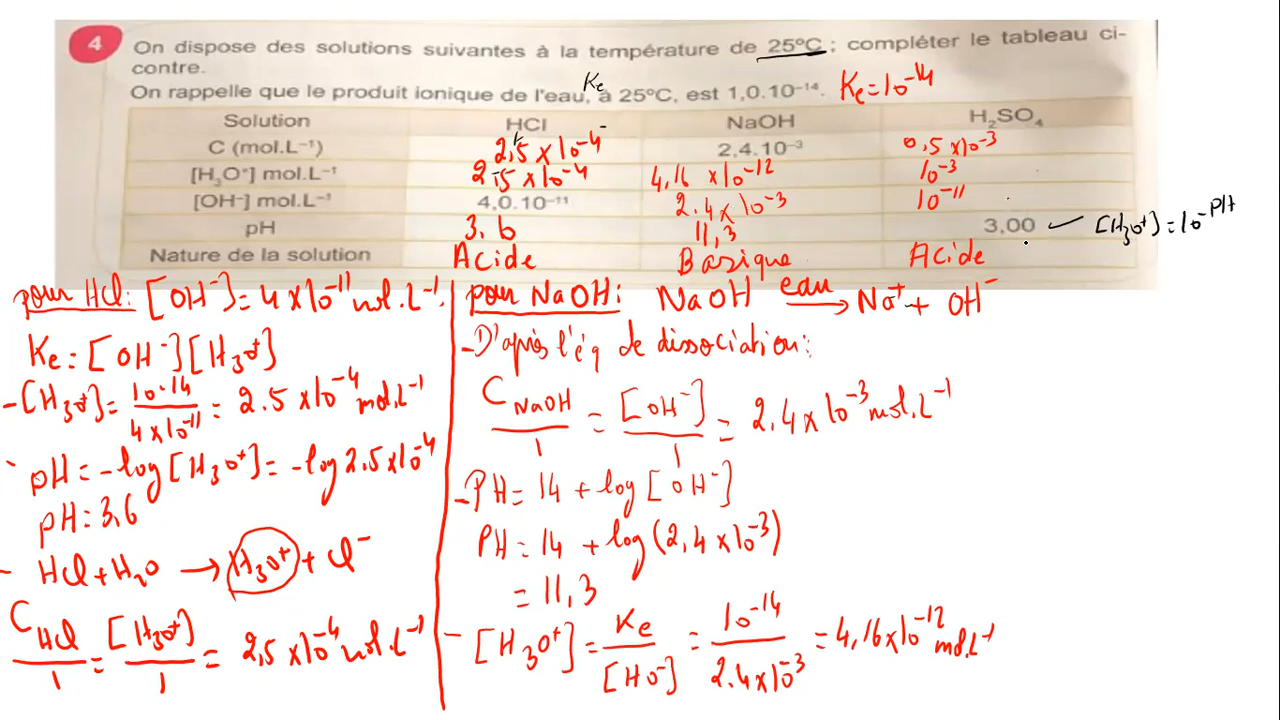 4 On dispose des solutions suivantes à la température de 25°C ; compléter le tableau ci-
contre.
On rappelle que le produit ionique de l'eau, Ke à 25°C, est 1,0.10⁻¹⁴. Ke = 10⁻¹⁴
Solution HCl NaOH H₂SO₄
C (mol.L⁻¹) 2,5 × 10⁻⁴ 2,4.10⁻³ 0,5 × 10⁻³
[H₃O⁺] mol.L⁻¹ 2,5 × 10⁻⁴ 4,16 × 10⁻¹² 10⁻³
[OH⁻] mol.L⁻¹ 4,0.10⁻¹¹ 2.4 × 10⁻³ 10⁻¹¹
pH 3.6 11,3 3,00 [H₃O⁺] = 10⁻ᴾᴴ
Nature de la solution Acide Basique Acide
pour HCl : [OH⁻] = 4 × 10⁻¹¹ mol.L⁻¹.
Ke = [OH⁻][H₃O⁺]
- [H₃O⁺] = 10⁻¹⁴ / 4 × 10⁻¹¹ = 2.5 × 10⁻⁴ mol.L⁻¹
- pH = -log [H₃O⁺] = -log 2.5 × 10⁻⁴
pH = 3,6
- HCl + H₂O → H₃O⁺ + Cl⁻
C HCl / 1 = [H₃O⁺] / 1 = 2,5 × 10⁻⁴ mol.L⁻¹
pour NaOH : NaOH eau → Na⁺ + OH⁻
- D'après l'éq de dissociation :
C NaOH / 1 = [OH⁻] / 1 = 2,4 × 10⁻³ mol.L⁻¹
- PH = 14 + log [OH⁻]
PH = 14 + log (2,4 × 10⁻³)
= 11,3
- [H₃O⁺] = Ke / [HO⁻] = 10⁻¹⁴ / 2.4 × 10⁻³ = 4,16 × 10⁻¹² mol.L⁻¹